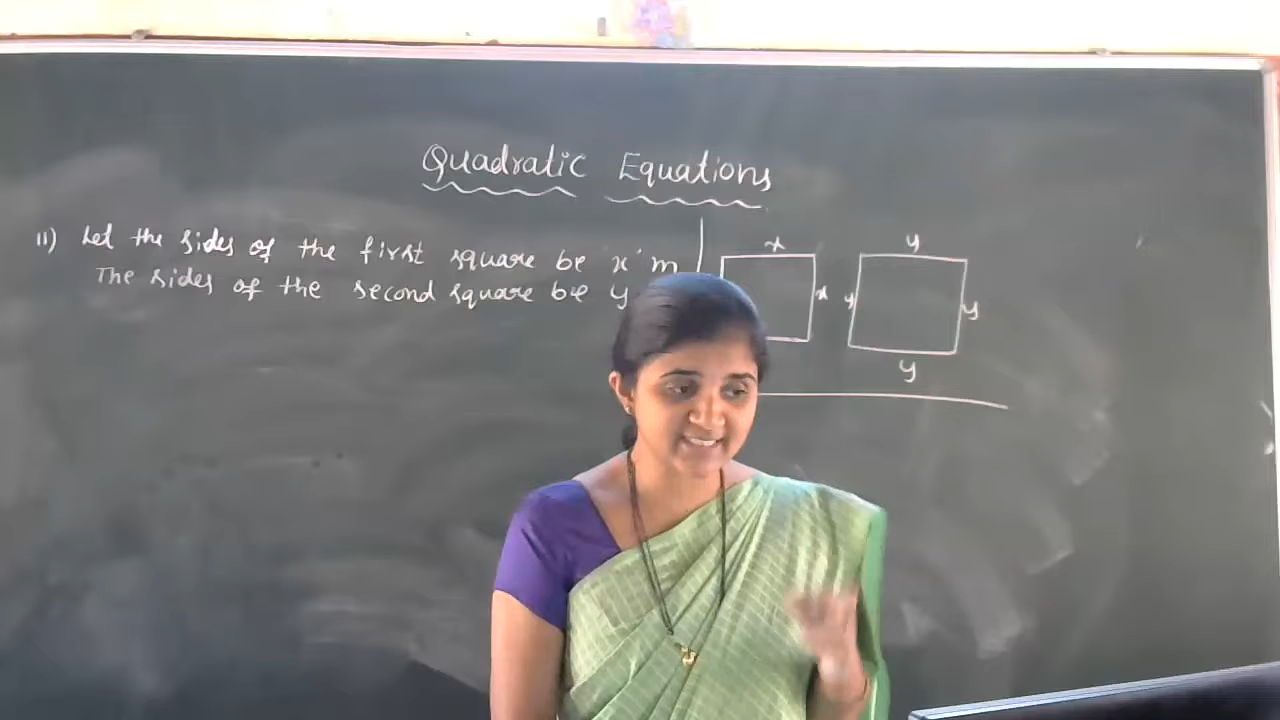 Quadratic Equations
11) Let the sides of the first square be 'x' m
The sides of the second square be y
x
y
x
y
y
y